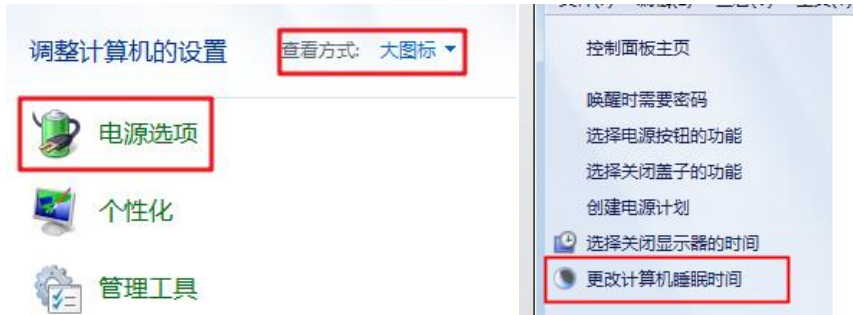 调整计算机的设置
查看方式: 大图标
电源选项
个性化
管理工具
控制面板主页
唤醒时需要密码
选择电源按钮的功能
选择关闭盖子的功能
创建电源计划
选择关闭显示器的时间
更改计算机睡眠时间